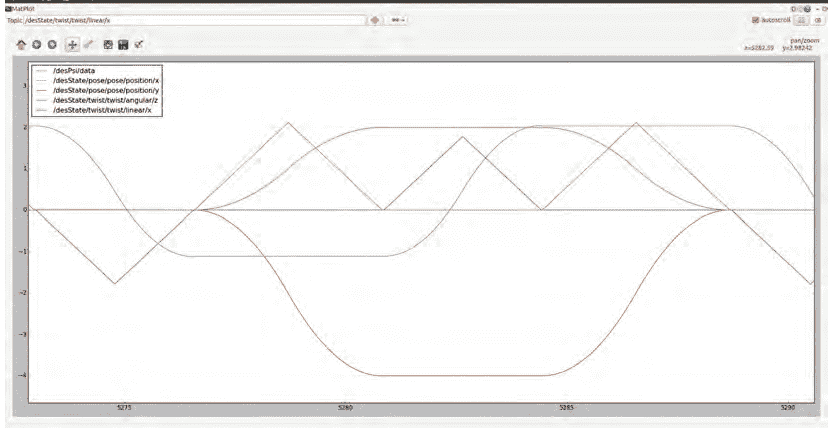 MatPlot
Topic /desState/twist/twist/linear/x
autoscroll
pan/zoom
y=2.98242
/desPsi/data
/desState/pose/pose/position/x
/desState/pose/pose/position/y
/desState/twist/twist/angular/z
/desState/twist/twist/linear/x
3
2
1
0
−1
−2
−3
−4
5275
5280
5285
5290